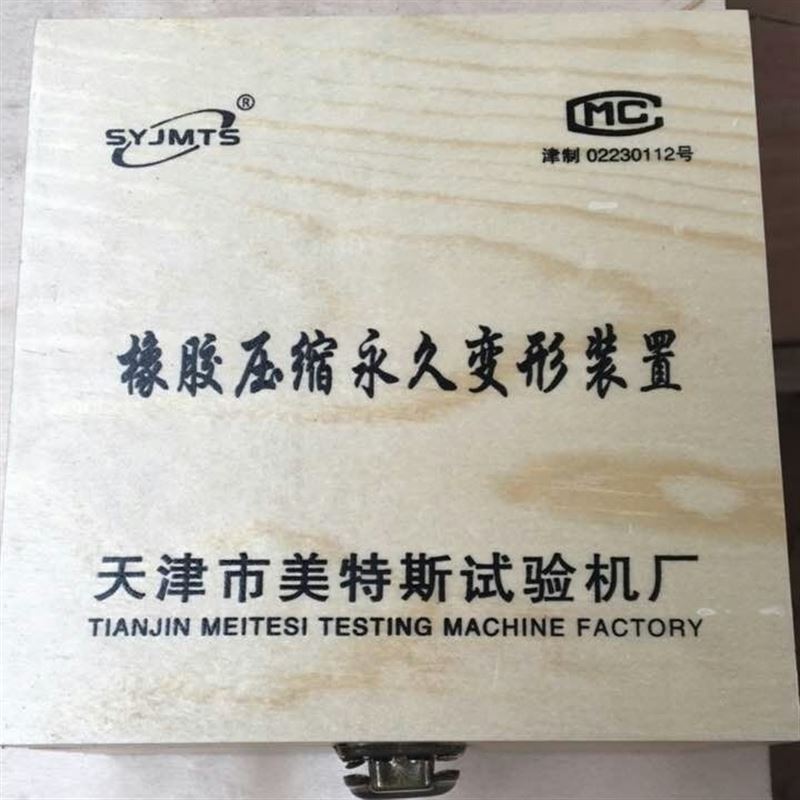 SYJMTS®
MC
津制 02230112号
橡胶压缩永久变形装置
天津市美特斯试验机厂
TIANJIN MEITESI TESTING MACHINE FACTORY